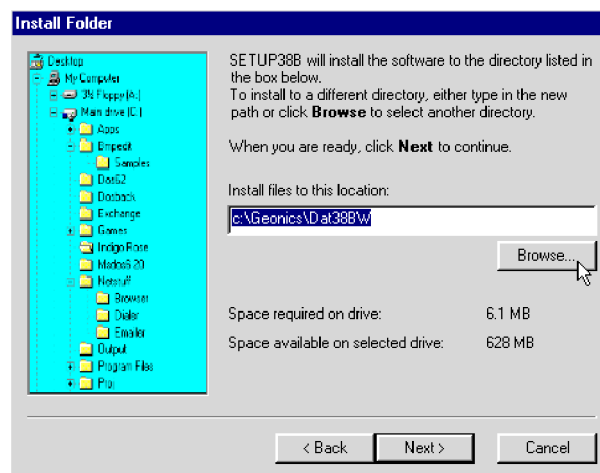 Install Folder
Desktop
My Computer
3½ Floppy (A:)
Main drive (C:)
Apps
Bmpedit
Samples
Das62
Dosback
Exchange
Games
Indigo Rose
Msdos6.20
Netstuff
Browser
Dialer
Emailer
Output
Program Files
Proj
SETUP38B will install the software to the directory listed in
the box below.
To install to a different directory, either type in the new
path or click Browse to select another
directory.
When you are ready, click Next to continue.
Install files to this location:
c:\Geonics\Dat38BW
Browse...
Space required on drive: 6.1 MB
Space available on selected drive: 628 MB
< Back
Next >
Cancel